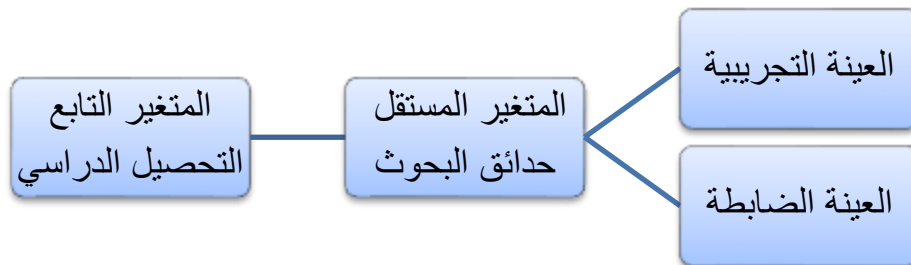 العينة التجريبية
المتغير المستقل
حدائق البحوث
المتغير التابع
التحصيل الدراسي
العينة الضابطة